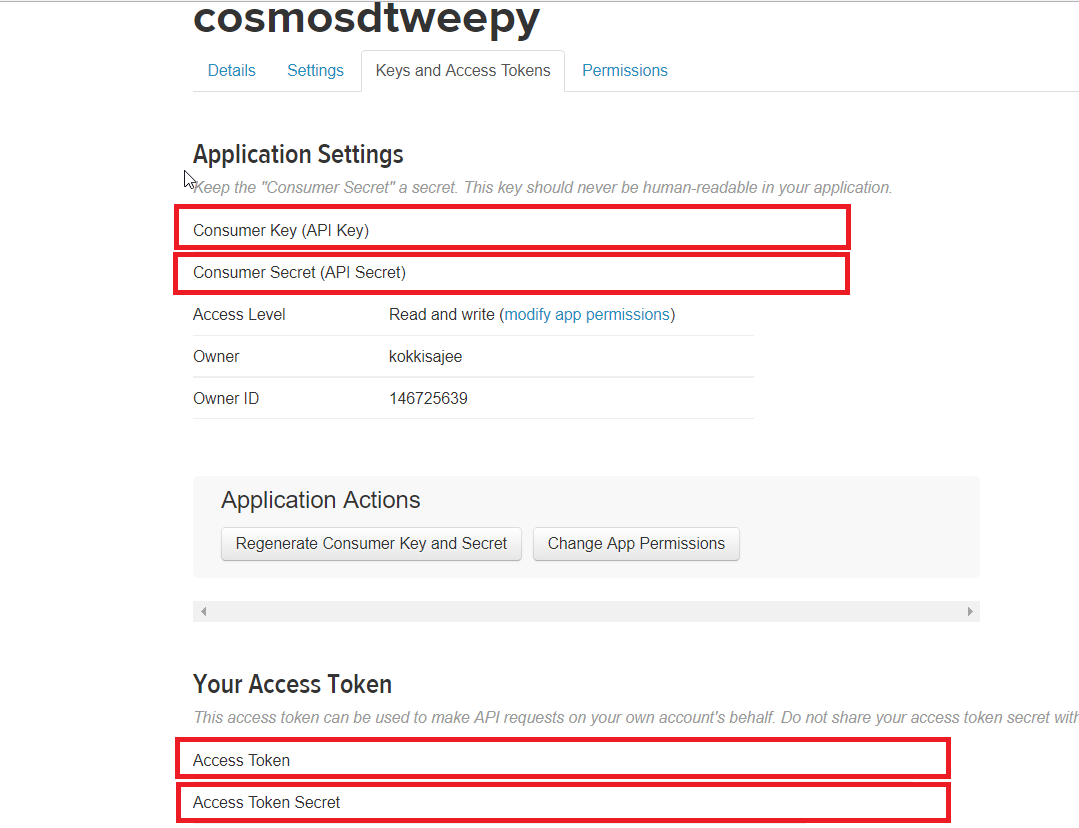 cosmosdtweepy
Details Settings Keys and Access Tokens Permissions
Application Settings
Keep the "Consumer Secret" a secret. This key should never be human-readable in your application.
Consumer Key (API Key)
Consumer Secret (API Secret)
Access Level Read and write (modify app permissions)
Owner kokkisajee
Owner ID 146725639
Application Actions
Regenerate Consumer Key and Secret Change App Permissions
Your Access Token
This access token can be used to make API requests on your own account's behalf. Do not share your access token secret with
Access Token
Access Token Secret